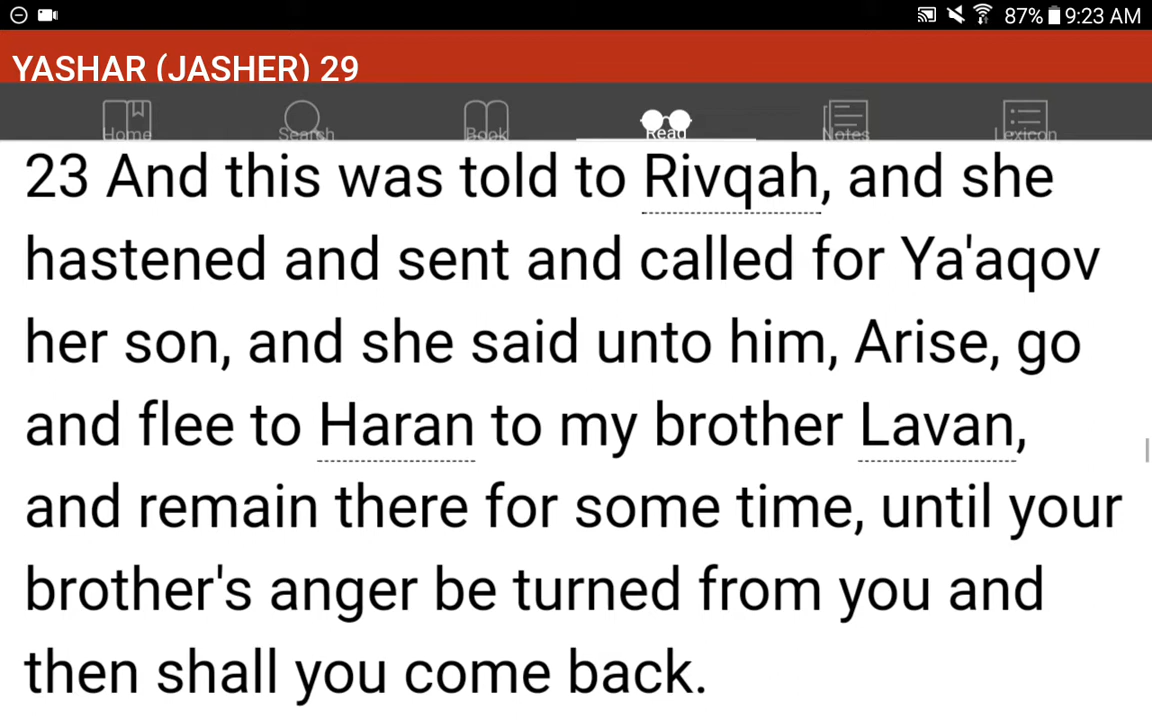 87% 9:23 AM
YASHAR (JASHER) 29
Home Search Book Read Notes Lexicon
23 And this was told to Rivqah, and she
hastened and sent and called for Ya'aqov
her son, and she said unto him, Arise, go
and flee to Haran to my brother Lavan,
and remain there for some time, until your
brother's anger be turned from you and
then shall you come back.